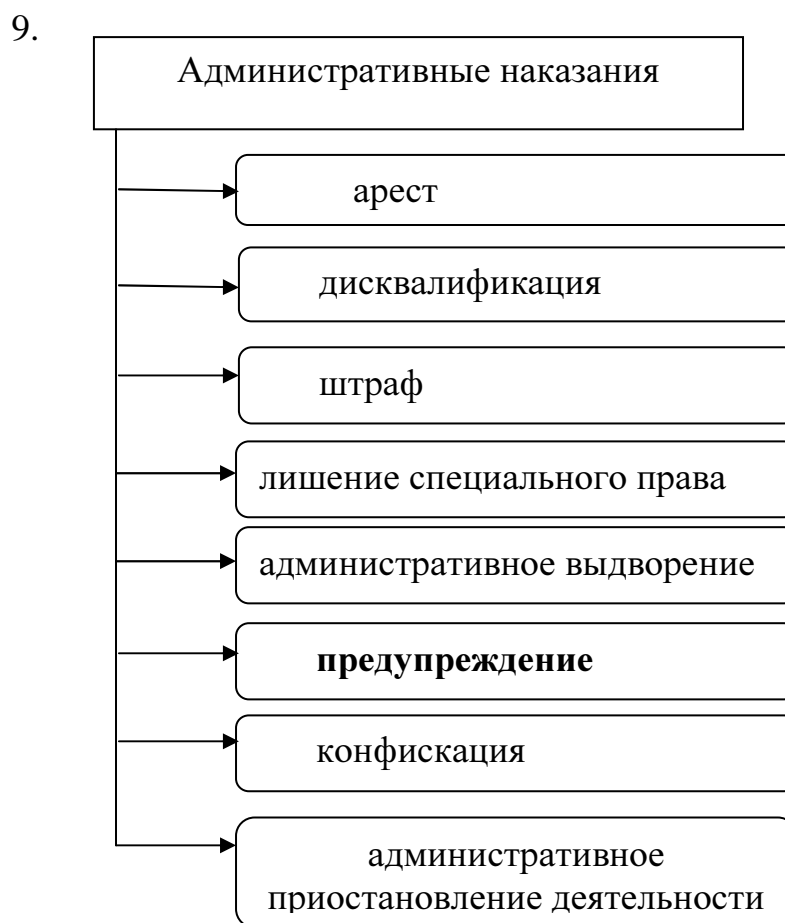 9.
Административные наказания
арест
дисквалификация
штраф
лишение специального права
административное выдворение
предупреждение
конфискация
административное
приостановление деятельности